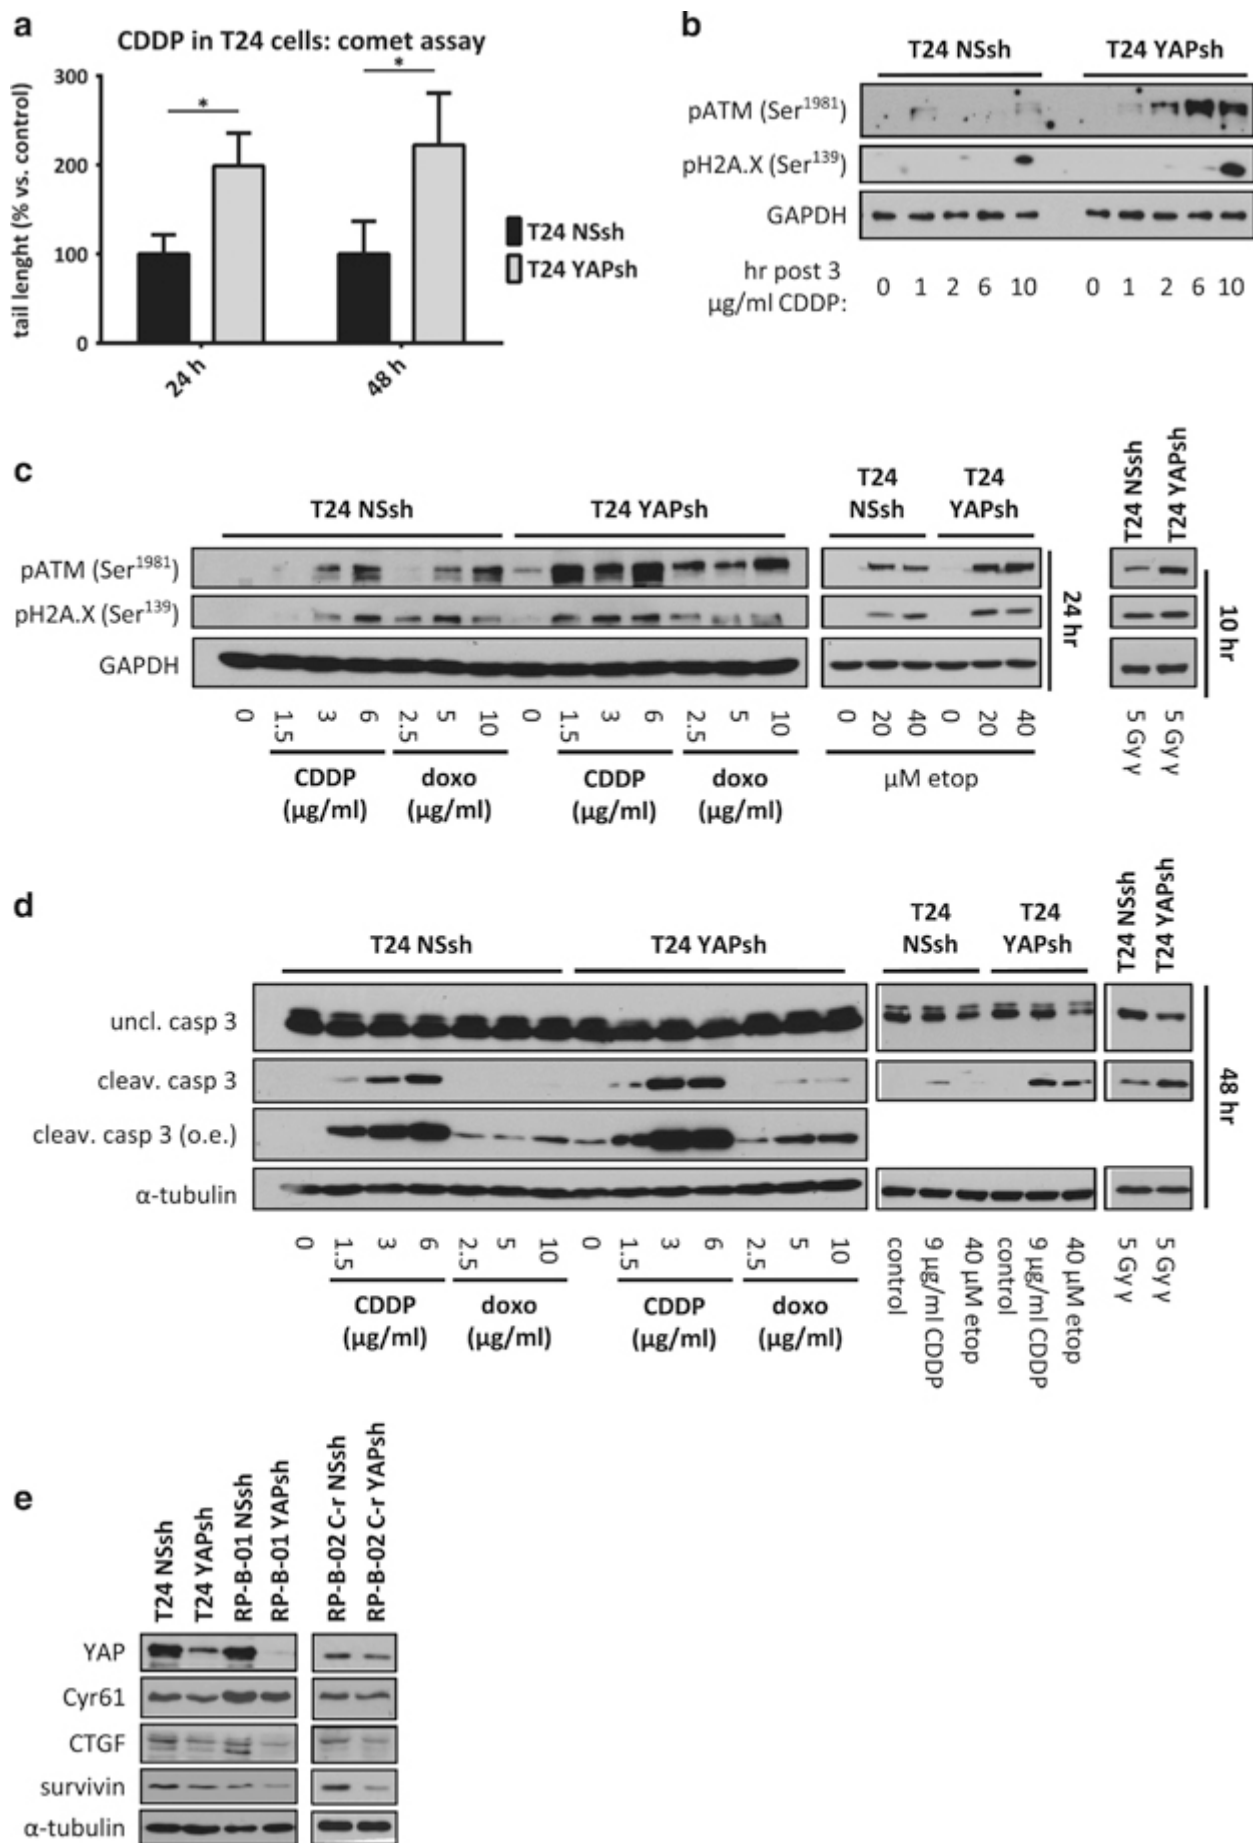 a
CDDP in T24 cells: comet assay
tail lenght (% vs. control)
300
200
100
0
*
*
24 h
48 h
T24 NSsh
T24 YAPsh
b
T24 NSsh T24 YAPsh
pATM (Ser1981)
pH2A.X (Ser139)
GAPDH
hr post 3
µg/ml CDDP:
0 1 2 6 10 0 1 2 6 10
c
T24 NSsh T24 YAPsh
T24
NSsh
T24
YAPsh
T24 NSsh
T24 YAPsh
pATM (Ser1981)
pH2A.X (Ser139)
GAPDH
24 hr
10 hr
0 1.5 3 6 2.5 5 10 0 1.5 3 6 2.5 5 10
0 20 40 0 20 40
5 Gy γ
5 Gy γ
CDDP
(µg/ml)
doxo
(µg/ml)
CDDP
(µg/ml)
doxo
(µg/ml)
µM etop
d
T24 NSsh T24 YAPsh
T24
NSsh
T24
YAPsh
T24 NSsh
T24 YAPsh
uncl. casp 3
cleav. casp 3
cleav. casp 3 (o.e.)
α-tubulin
48 hr
0 1.5 3 6 2.5 5 10 0 1.5 3 6 2.5 5 10
control
9 µg/ml CDDP
40 µM etop
control
9 µg/ml CDDP
40 µM etop
5 Gy γ
5 Gy γ
CDDP
(µg/ml)
doxo
(µg/ml)
CDDP
(µg/ml)
doxo
(µg/ml)
e
T24 NSsh
T24 YAPsh
RP-B-01 NSsh
RP-B-01 YAPsh
RP-B-02 C-r NSsh
RP-B-02 C-r YAPsh
YAP
Cyr61
CTGF
survivin
α-tubulin